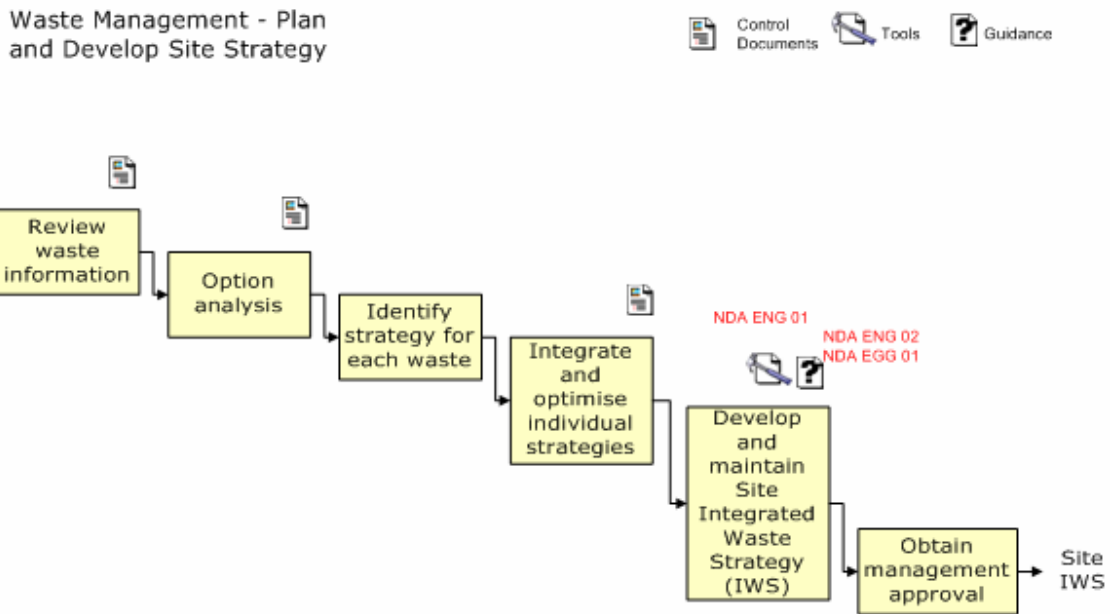 Waste Management - Plan
and Develop Site Strategy
Control
Documents
Tools
Guidance
Review
waste
information
Option
analysis
Identify
strategy for
each waste
Integrate
and
optimise
individual
strategies
NDA ENG 01
NDA ENG 02
NDA EGG 01
Develop
and
maintain
Site
Integrated
Waste
Strategy
(IWS)
Obtain
management
approval
Site
IWS